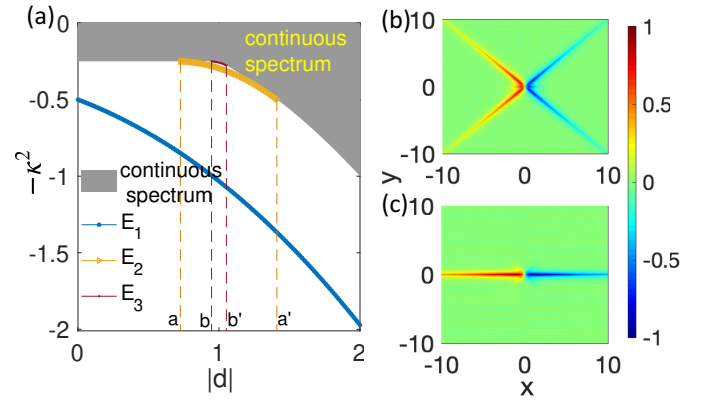 (a)
0
-0.5
-1
-1.5
-2
−κ²
continuous
spectrum
continuous
spectrum
E₁
E₂
E₃
a
b
b'
a'
0
1
2
|d|
(b)
10
0
-10
y
-10
0
10
(c)
10
0
-10
-10
0
10
x
1
0.5
0
-0.5
-1